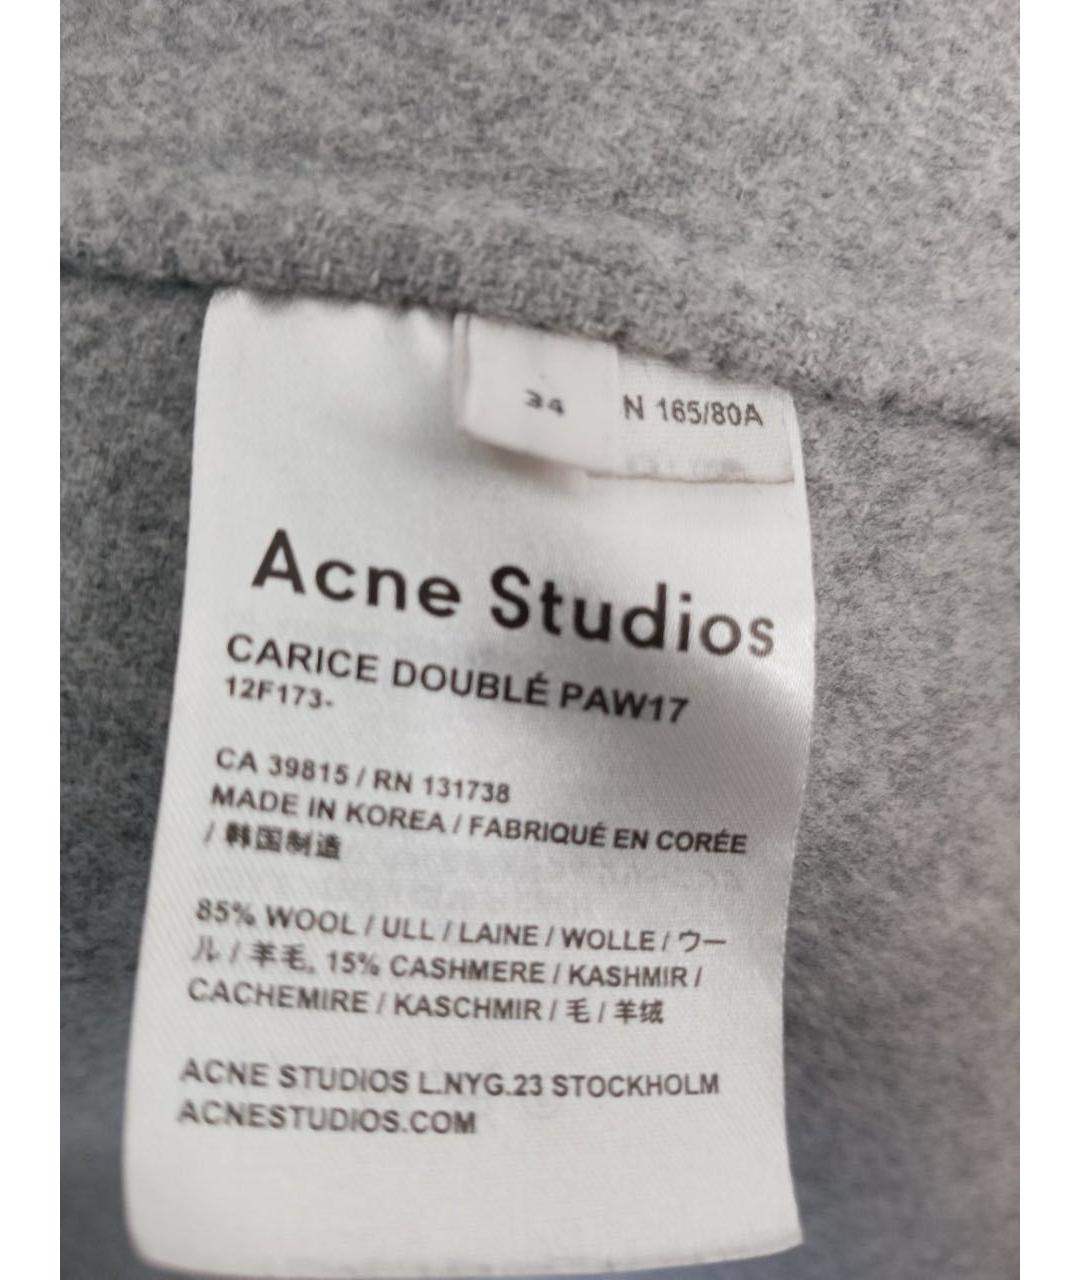 34 N 165/80A
Acne Studios
CARICE DOUBLÉ PAW17
12F173-
CA 39815 / RN 131738
MADE IN KOREA / FABRIQUÉ EN CORÉE
/ 韩国制造
85% WOOL / ULL / LAINE / WOLLE / ウー
ル / 羊毛, 15% CASHMERE / KASHMIR /
CACHEMIRE / KASCHMIR / 毛 / 羊绒
ACNE STUDIOS L.NYG.23 STOCKHOLM
ACNESTUDIOS.COM